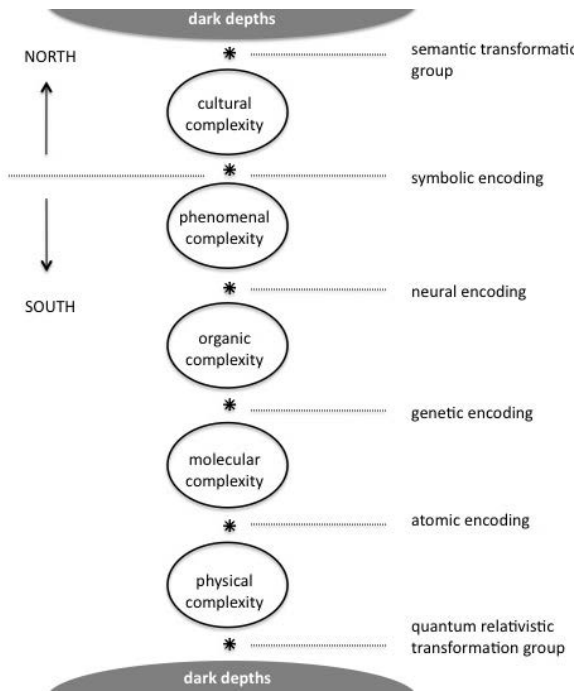 dark depths
NORTH
semantic transformatic
group
cultural
complexity
symbolic encoding
phenomenal
complexity
neural encoding
SOUTH
organic
complexity
genetic encoding
molecular
complexity
atomic encoding
physical
complexity
quantum relativistic
transformation group
dark depths